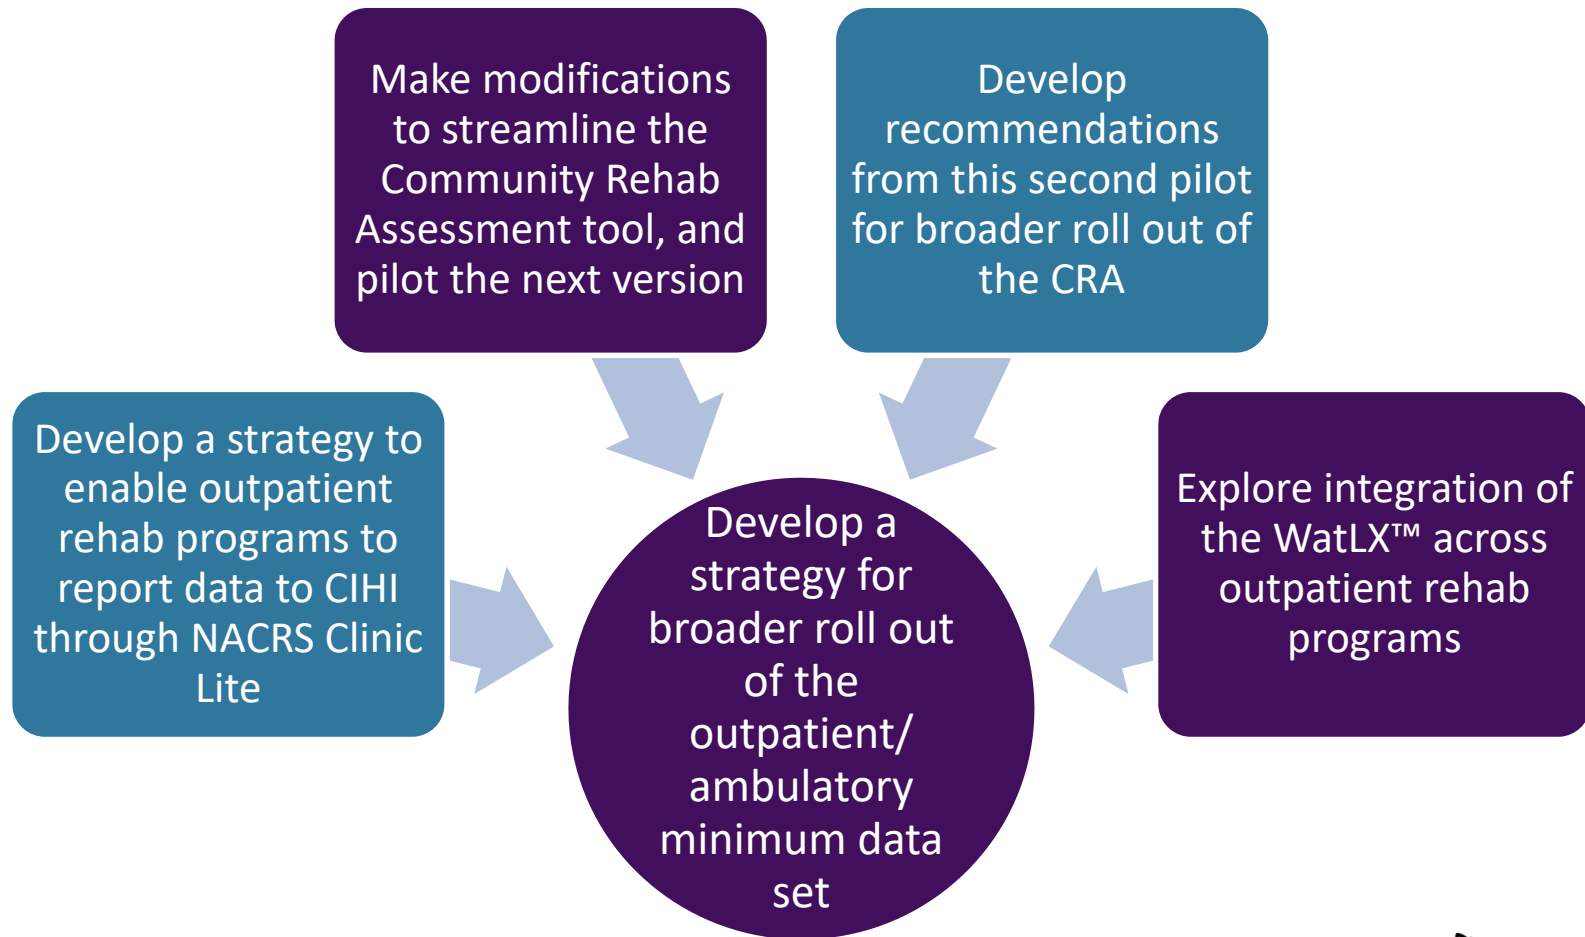 Make modifications
to streamline the
Community Rehab
Assessment tool, and
pilot the next version
Develop
recommendations
from this second pilot
for broader roll out of
the CRA
Develop a strategy to
enable outpatient
rehab programs to
report data to CIHI
through NACRS Clinic
Lite
Explore integration of
the WatLX™ across
outpatient rehab
programs
Develop a
strategy for
broader roll out
of the
outpatient/
ambulatory
minimum data
set